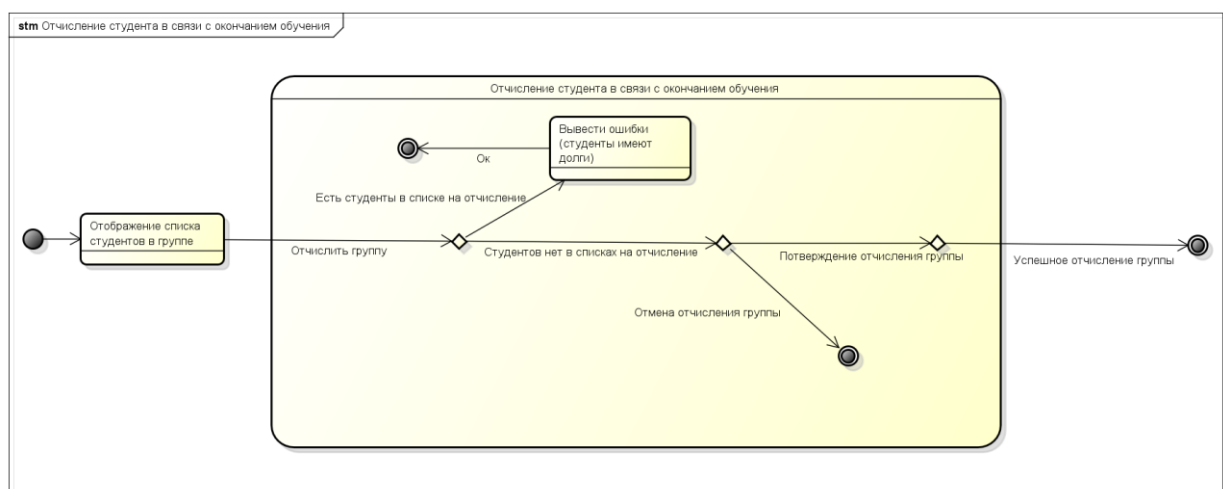 stm Отчисление студента в связи с окончанием обучения
Отчисление студента в связи с окончанием обучения
Вывести ошибки
(студенты имеют
долги)
Ок
Есть студенты в списке на отчисление
Отображение списка
студентов в группе
Отчислить группу
Студентов нет в списках на отчисление
Потверждение отчисления группы
Успешное отчисление группы
Отмена отчисления группы